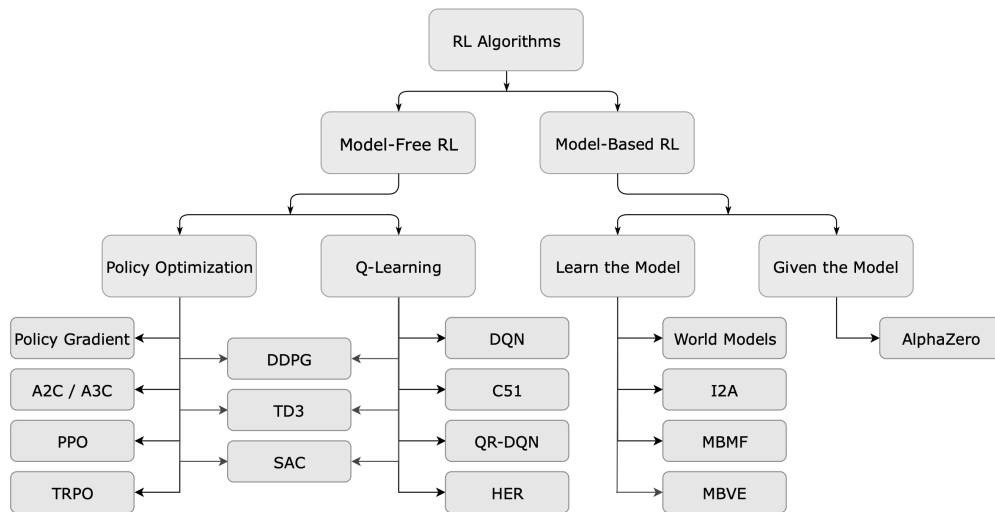 RL Algorithms
Model-Free RL
Model-Based RL
Policy Optimization
Q-Learning
Learn the Model
Given the Model
Policy Gradient
A2C / A3C
PPO
TRPO
DDPG
TD3
SAC
DQN
C51
QR-DQN
HER
World Models
I2A
MBMF
MBVE
AlphaZero